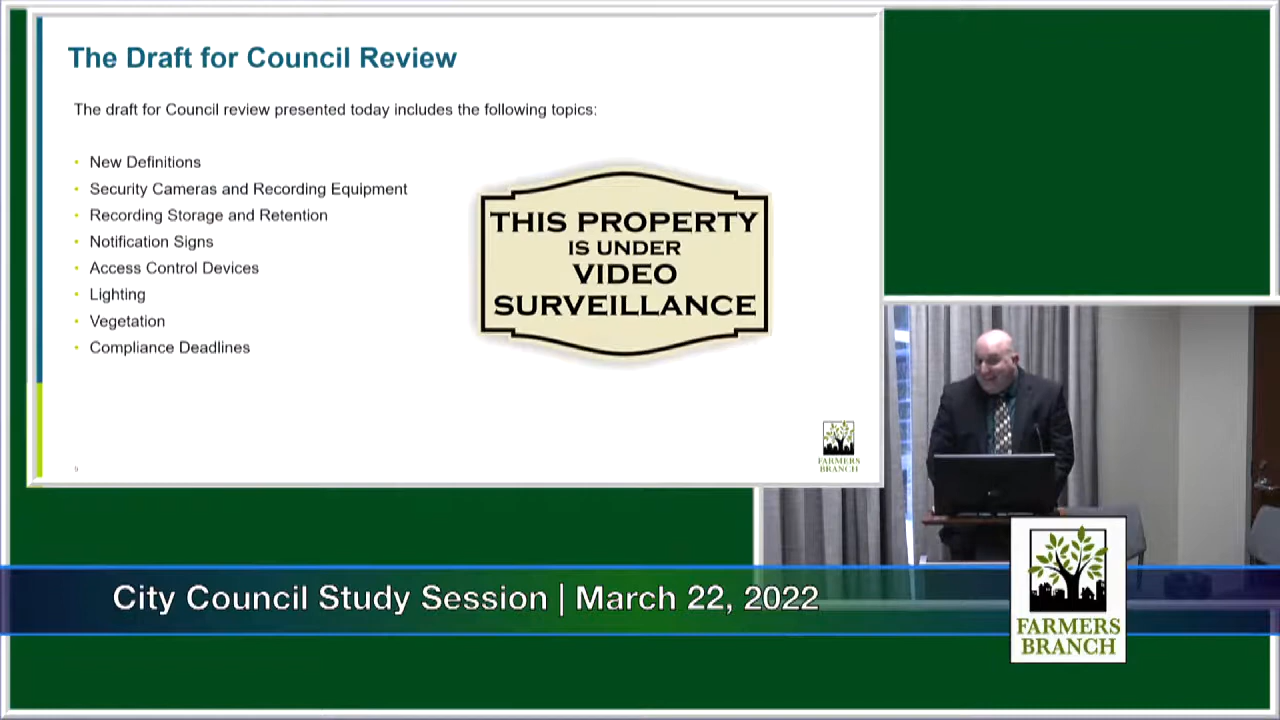 The Draft for Council Review
The draft for Council review presented today includes the following topics:
• New Definitions
• Security Cameras and Recording Equipment
• Recording Storage and Retention
• Notification Signs
• Access Control Devices
• Lighting
• Vegetation
• Compliance Deadlines
THIS PROPERTY
IS UNDER
VIDEO
SURVEILLANCE
FARMERS
BRANCH
City Council Study Session | March 22, 2022
FARMERS
BRANCH